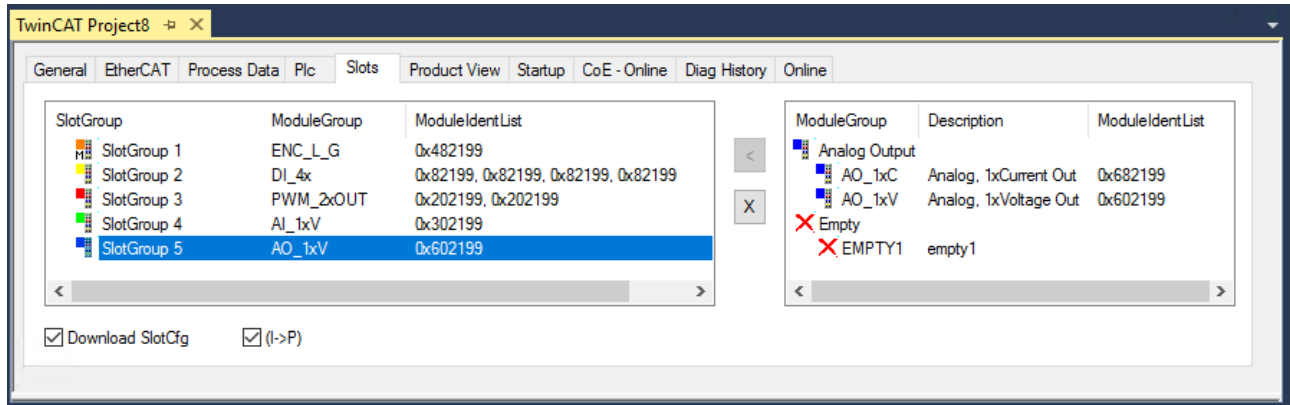 TwinCAT Project8
General EtherCAT Process Data Plc Slots Product View Startup CoE - Online Diag History Online
SlotGroup ModuleGroup ModuleIdentList
SlotGroup 1 ENC_L_G 0x482199
SlotGroup 2 DI_4x 0x82199, 0x82199, 0x82199, 0x82199
SlotGroup 3 PWM_2xOUT 0x202199, 0x202199
SlotGroup 4 AI_1xV 0x302199
SlotGroup 5 AO_1xV 0x602199
<
X
ModuleGroup Description ModuleIdentList
Analog Output
AO_1xC Analog, 1xCurrent Out 0x682199
AO_1xV Analog, 1xVoltage Out 0x602199
Empty
EMPTY1 empty1
Download SlotCfg (I->P)